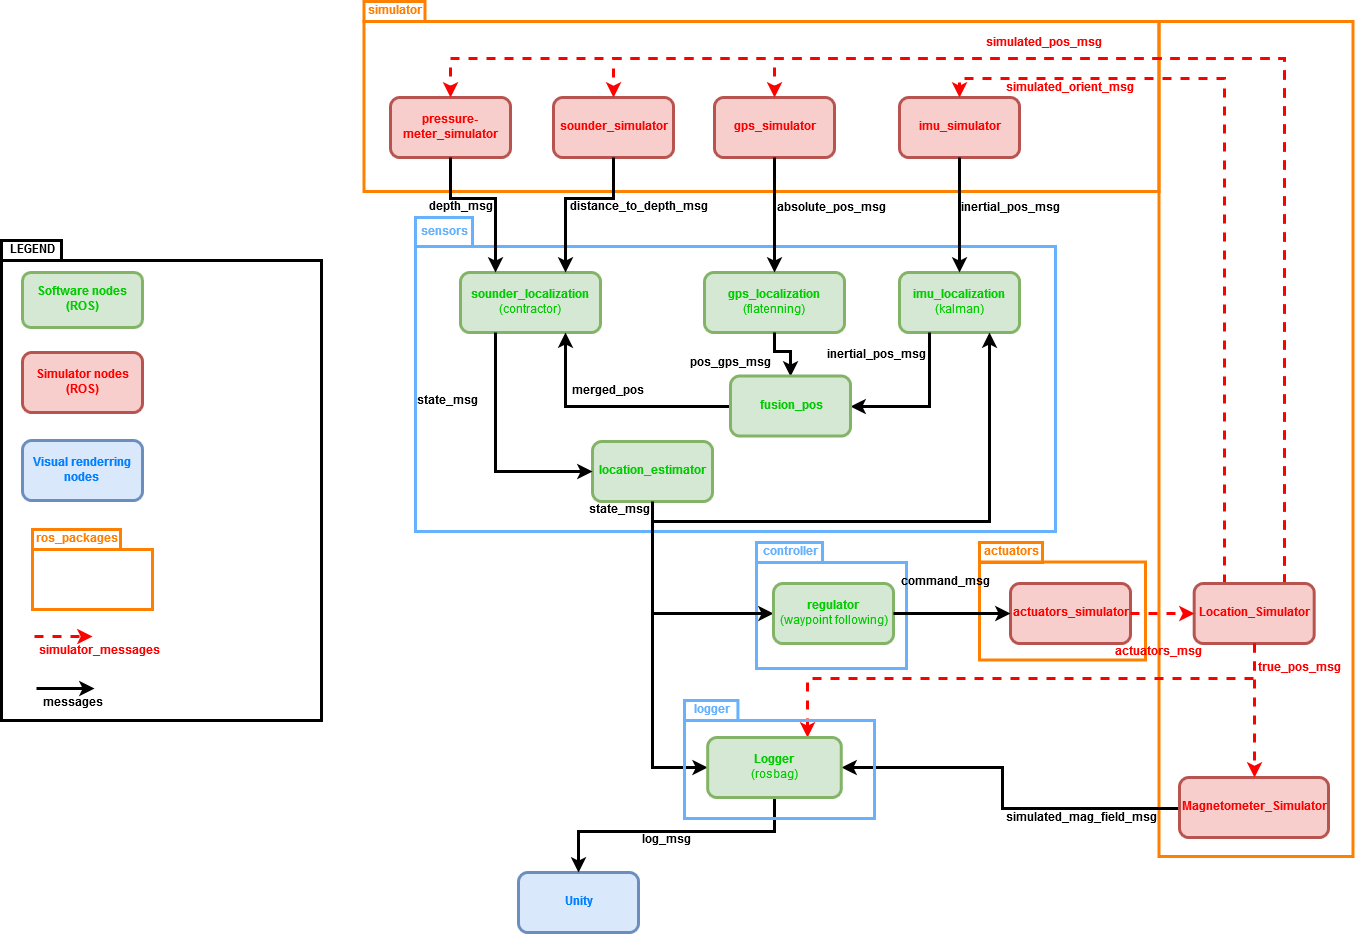 simulator
simulated_pos_msg
simulated_orient_msg
pressure-
meter_simulator
sounder_simulator
gps_simulator
imu_simulator
depth_msg
distance_to_depth_msg
absolute_pos_msg
inertial_pos_msg
sensors
LEGEND
Software nodes
(ROS)
Simulator nodes
(ROS)
Visual renderring
nodes
ros_packages
simulator_messages
messages
sounder_localization
(contractor)
gps_localization
(flatenning)
imu_localization
(kalman)
pos_gps_msg
inertial_pos_msg
merged_pos
fusion_pos
state_msg
location_estimator
state_msg
controller
regulator
(waypoint following)
command_msg
actuators
actuators_simulator
actuators_msg
Location_Simulator
true_pos_msg
logger
Logger
(rosbag)
Magnetometer_Simulator
simulated_mag_field_msg
log_msg
Unity